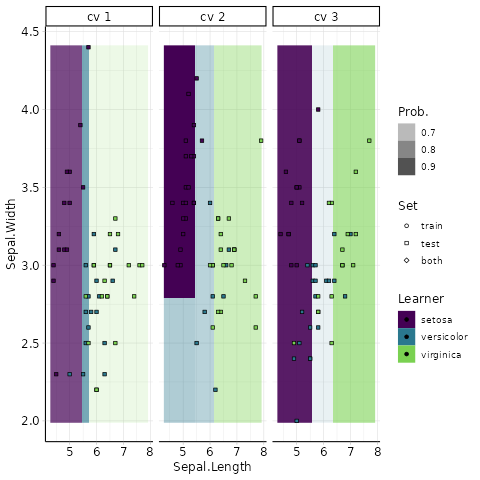 cv 1 cv 2 cv 3
4.5
4.0
3.5
3.0
2.5
2.0
Sepal.Width
5 6 7 8 5 6 7 8 5 6 7 8
Sepal.Length
Prob.
0.7
0.8
0.9
Set
train
test
both
Learner
setosa
versicolor
virginica